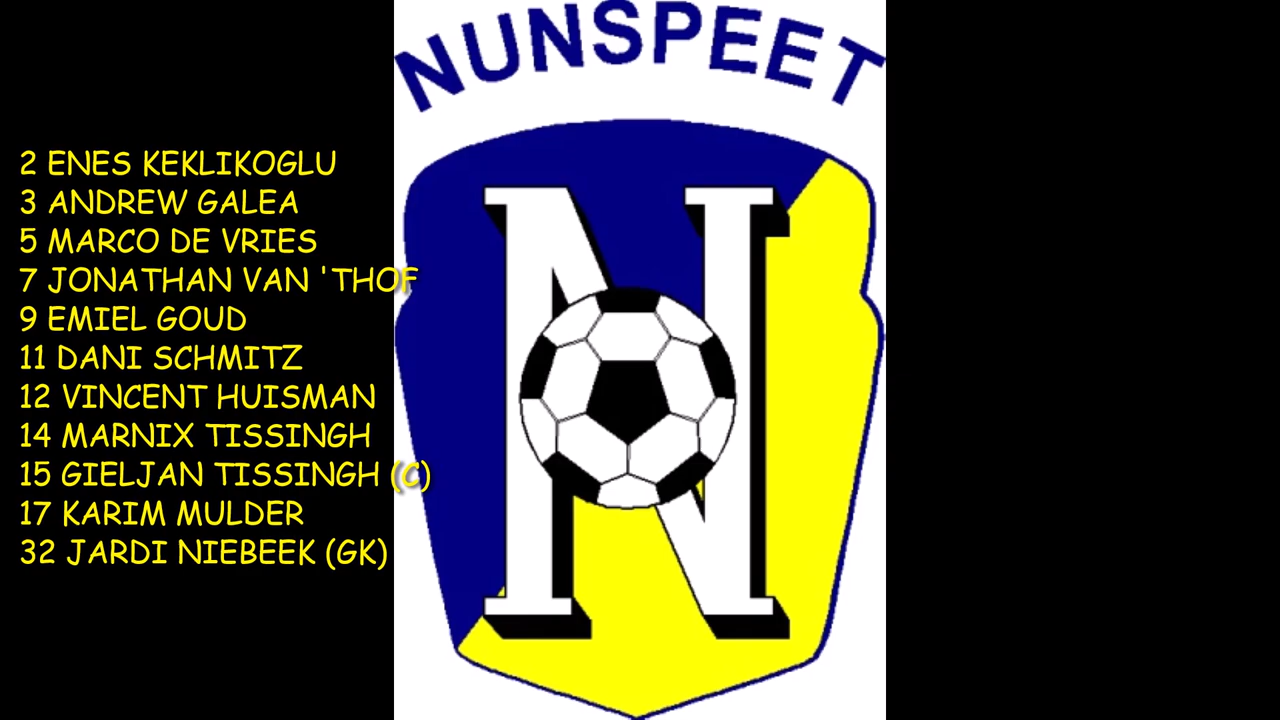 NUNSPEET
2 ENES KEKLIKOGLU
3 ANDREW GALEA
5 MARCO DE VRIES
7 JONATHAN VAN 'THOF
9 EMIEL GOUD
11 DANI SCHMITZ
12 VINCENT HUISMAN
14 MARNIX TISSINGH
15 GIELJAN TISSINGH (C)
17 KARIM MULDER
32 JARDI NIEBEEK (GK)
N